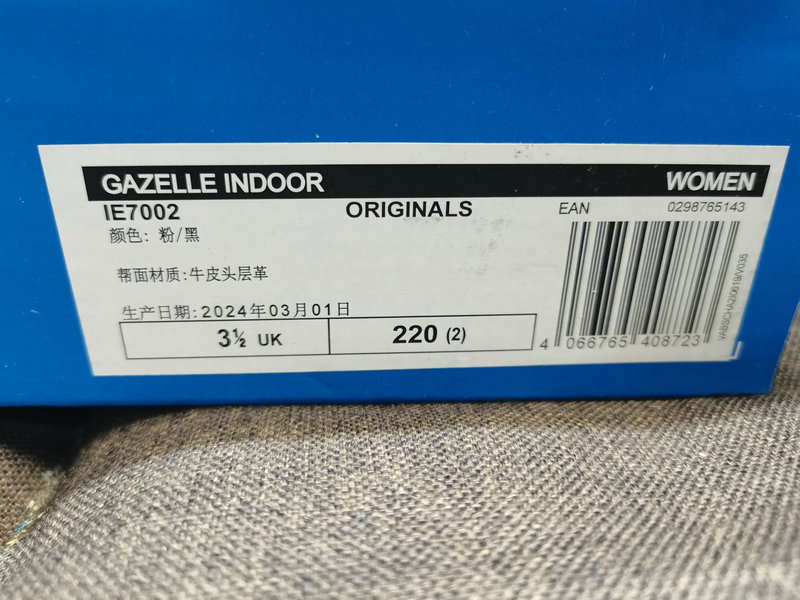 GAZELLE INDOOR WOMEN
IE7002 ORIGINALS EAN 0298765143
颜色: 粉/黑
帮面材质:牛皮头层革
生产日期:2024年03月01日
3½ UK 220 (2)
4 066765 408723
YABSCHA2I0619/V035